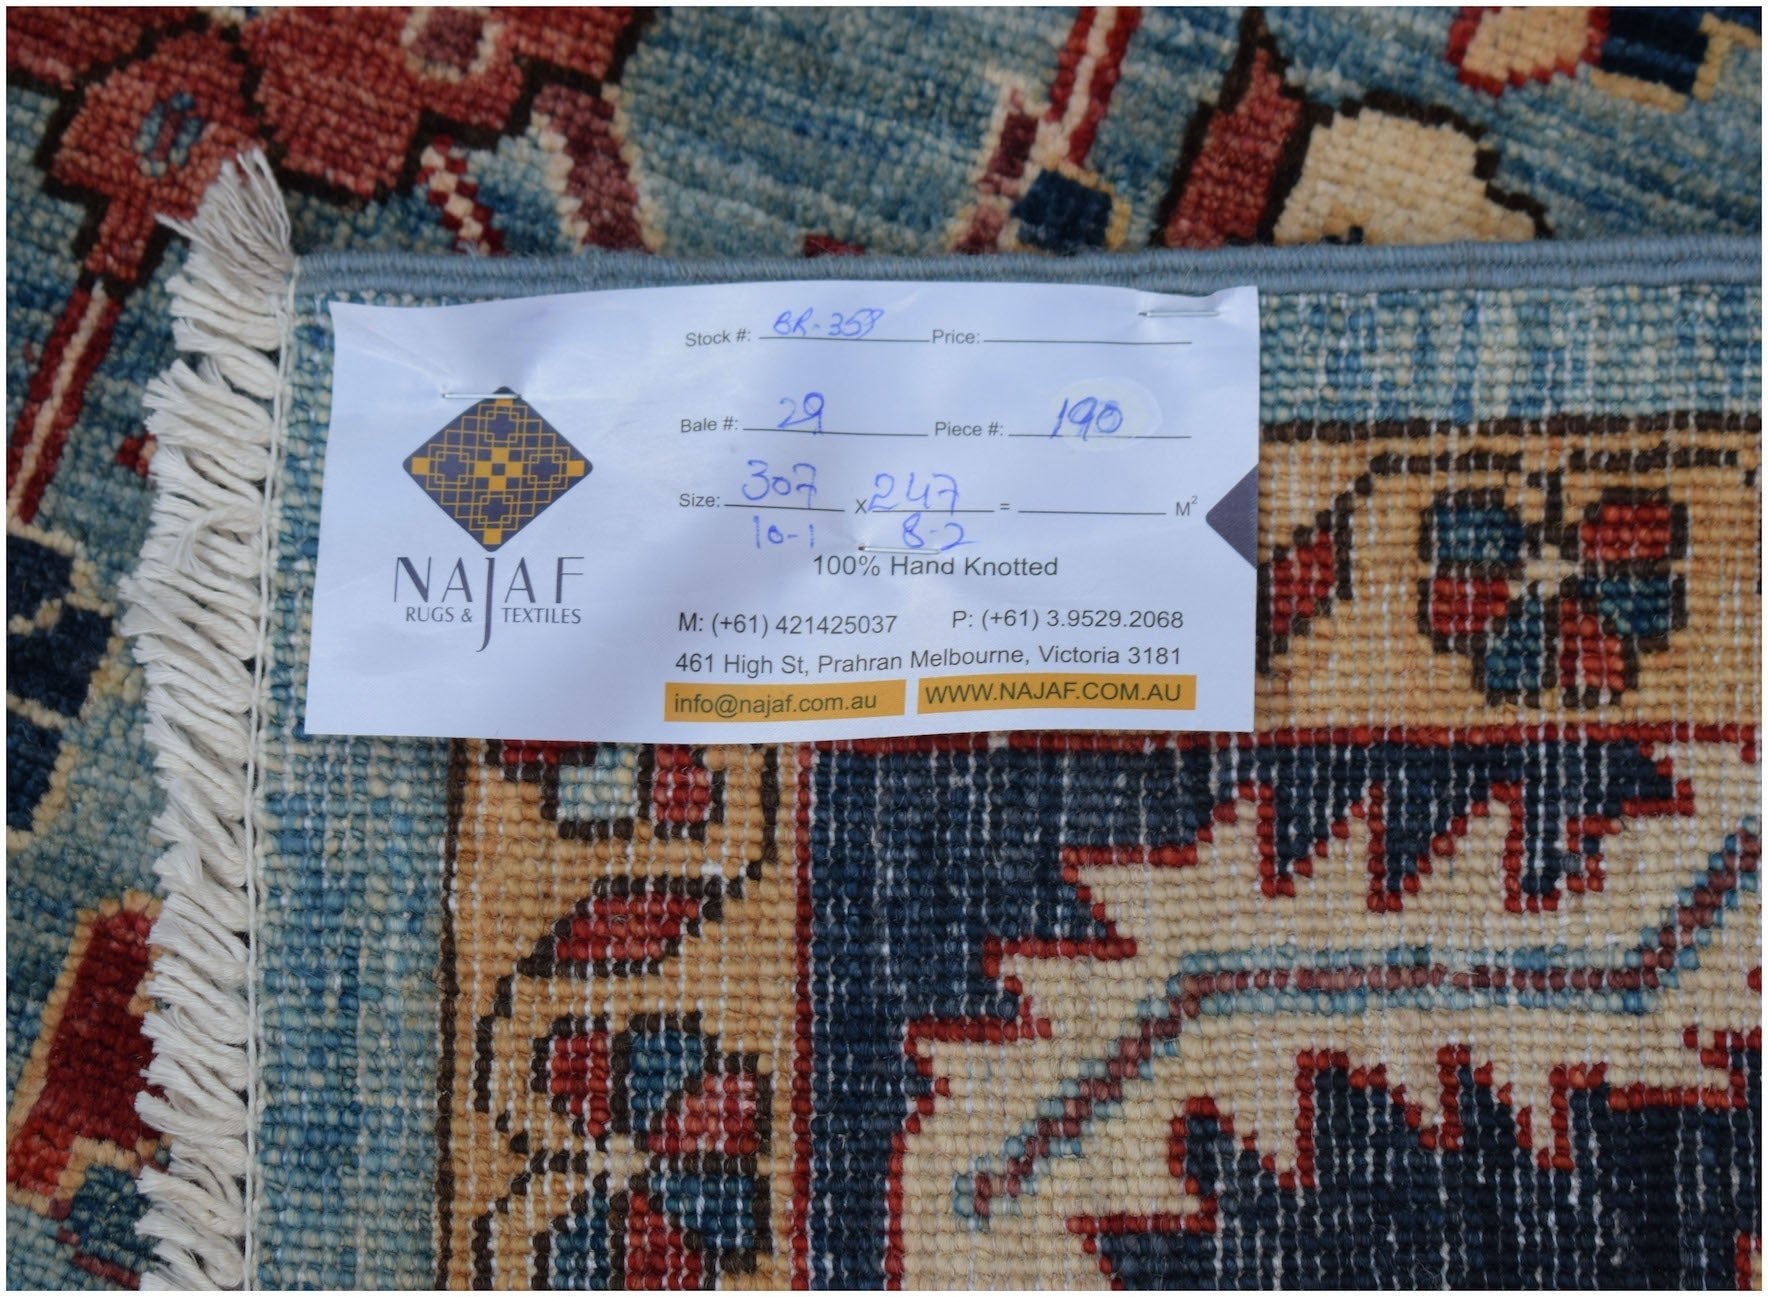 Stock #: BR-359 Price:
Bale #: 29 Piece #: 190
Size: 307 x 247 = M²
10-1 8-2
100% Hand Knotted
NAJAF
RUGS & TEXTILES
M: (+61) 421425037 P: (+61) 3.9529.2068
461 High St, Prahran Melbourne, Victoria 3181
info@najaf.com.au WWW.NAJAF.COM.AU